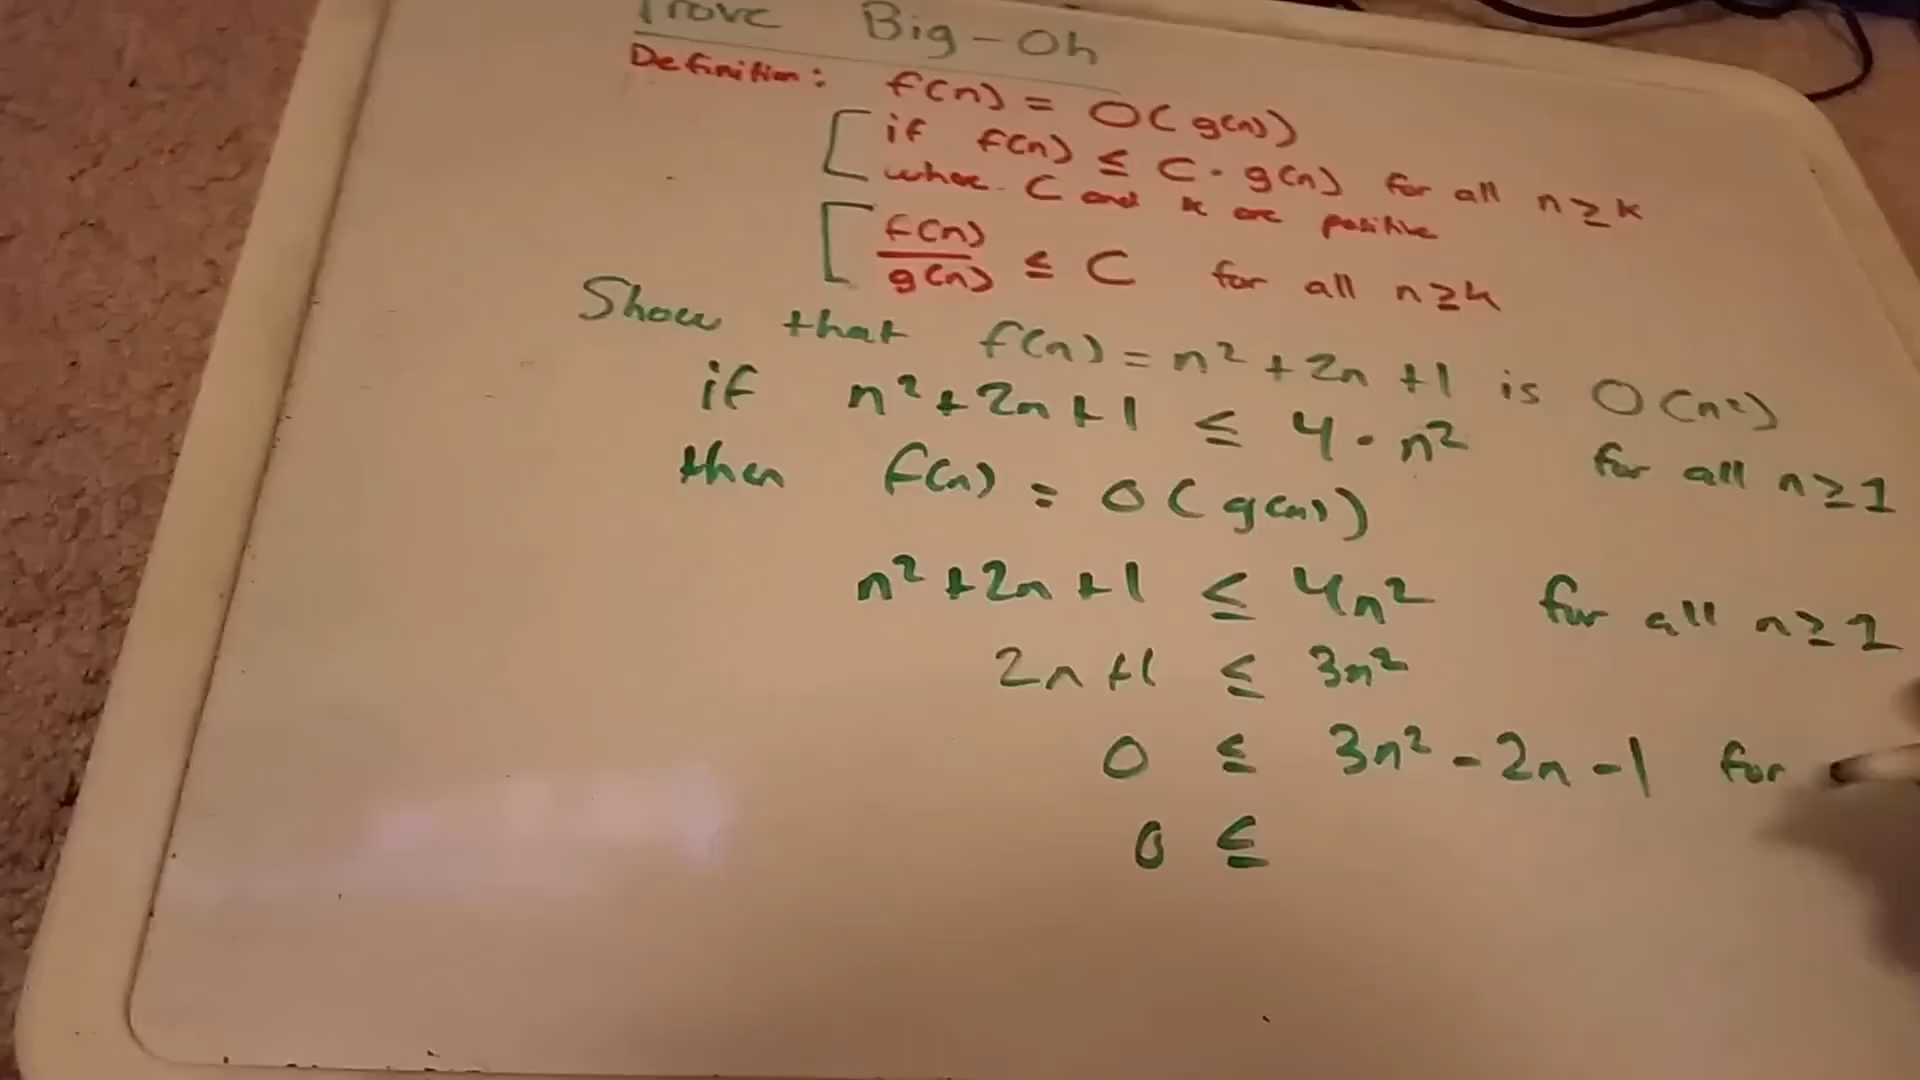 Prove Big-Oh
Definition: f(n) = O(g(n))
if f(n) ≤ C · g(n) for all n ≥ k
where C and k are positive
f(n)/g(n) ≤ C for all n ≥ k
Show that f(n) = n² + 2n + 1 is O(n²)
if n² + 2n + 1 ≤ 4 · n² for all n ≥ 1
then f(n) = O(g(n))
n² + 2n + 1 ≤ 4n² for all n ≥ 1
2n + 1 ≤ 3n²
0 ≤ 3n² - 2n - 1 for
0 ≤